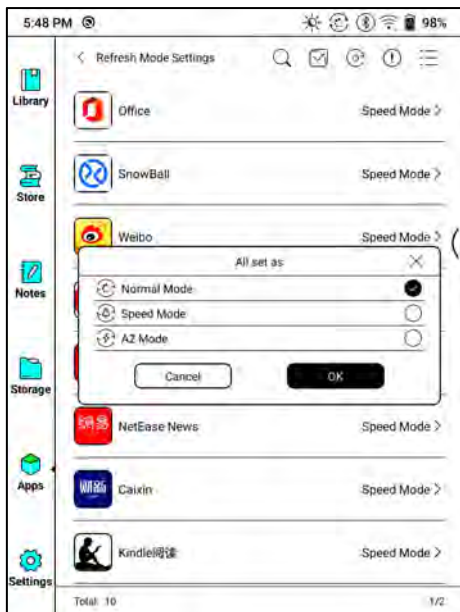 5:48 PM 98%
Refresh Mode Settings
Library
Office Speed Mode
SnowBall Speed Mode
Store
Weibo Speed Mode
All set as
Notes
Normal Mode
Speed Mode
A2 Mode
Cancel OK
Storage
NetEase News Speed Mode
Apps
Caixin Speed Mode
Kindle阅读 Speed Mode
Settings
Total: 10 1/2